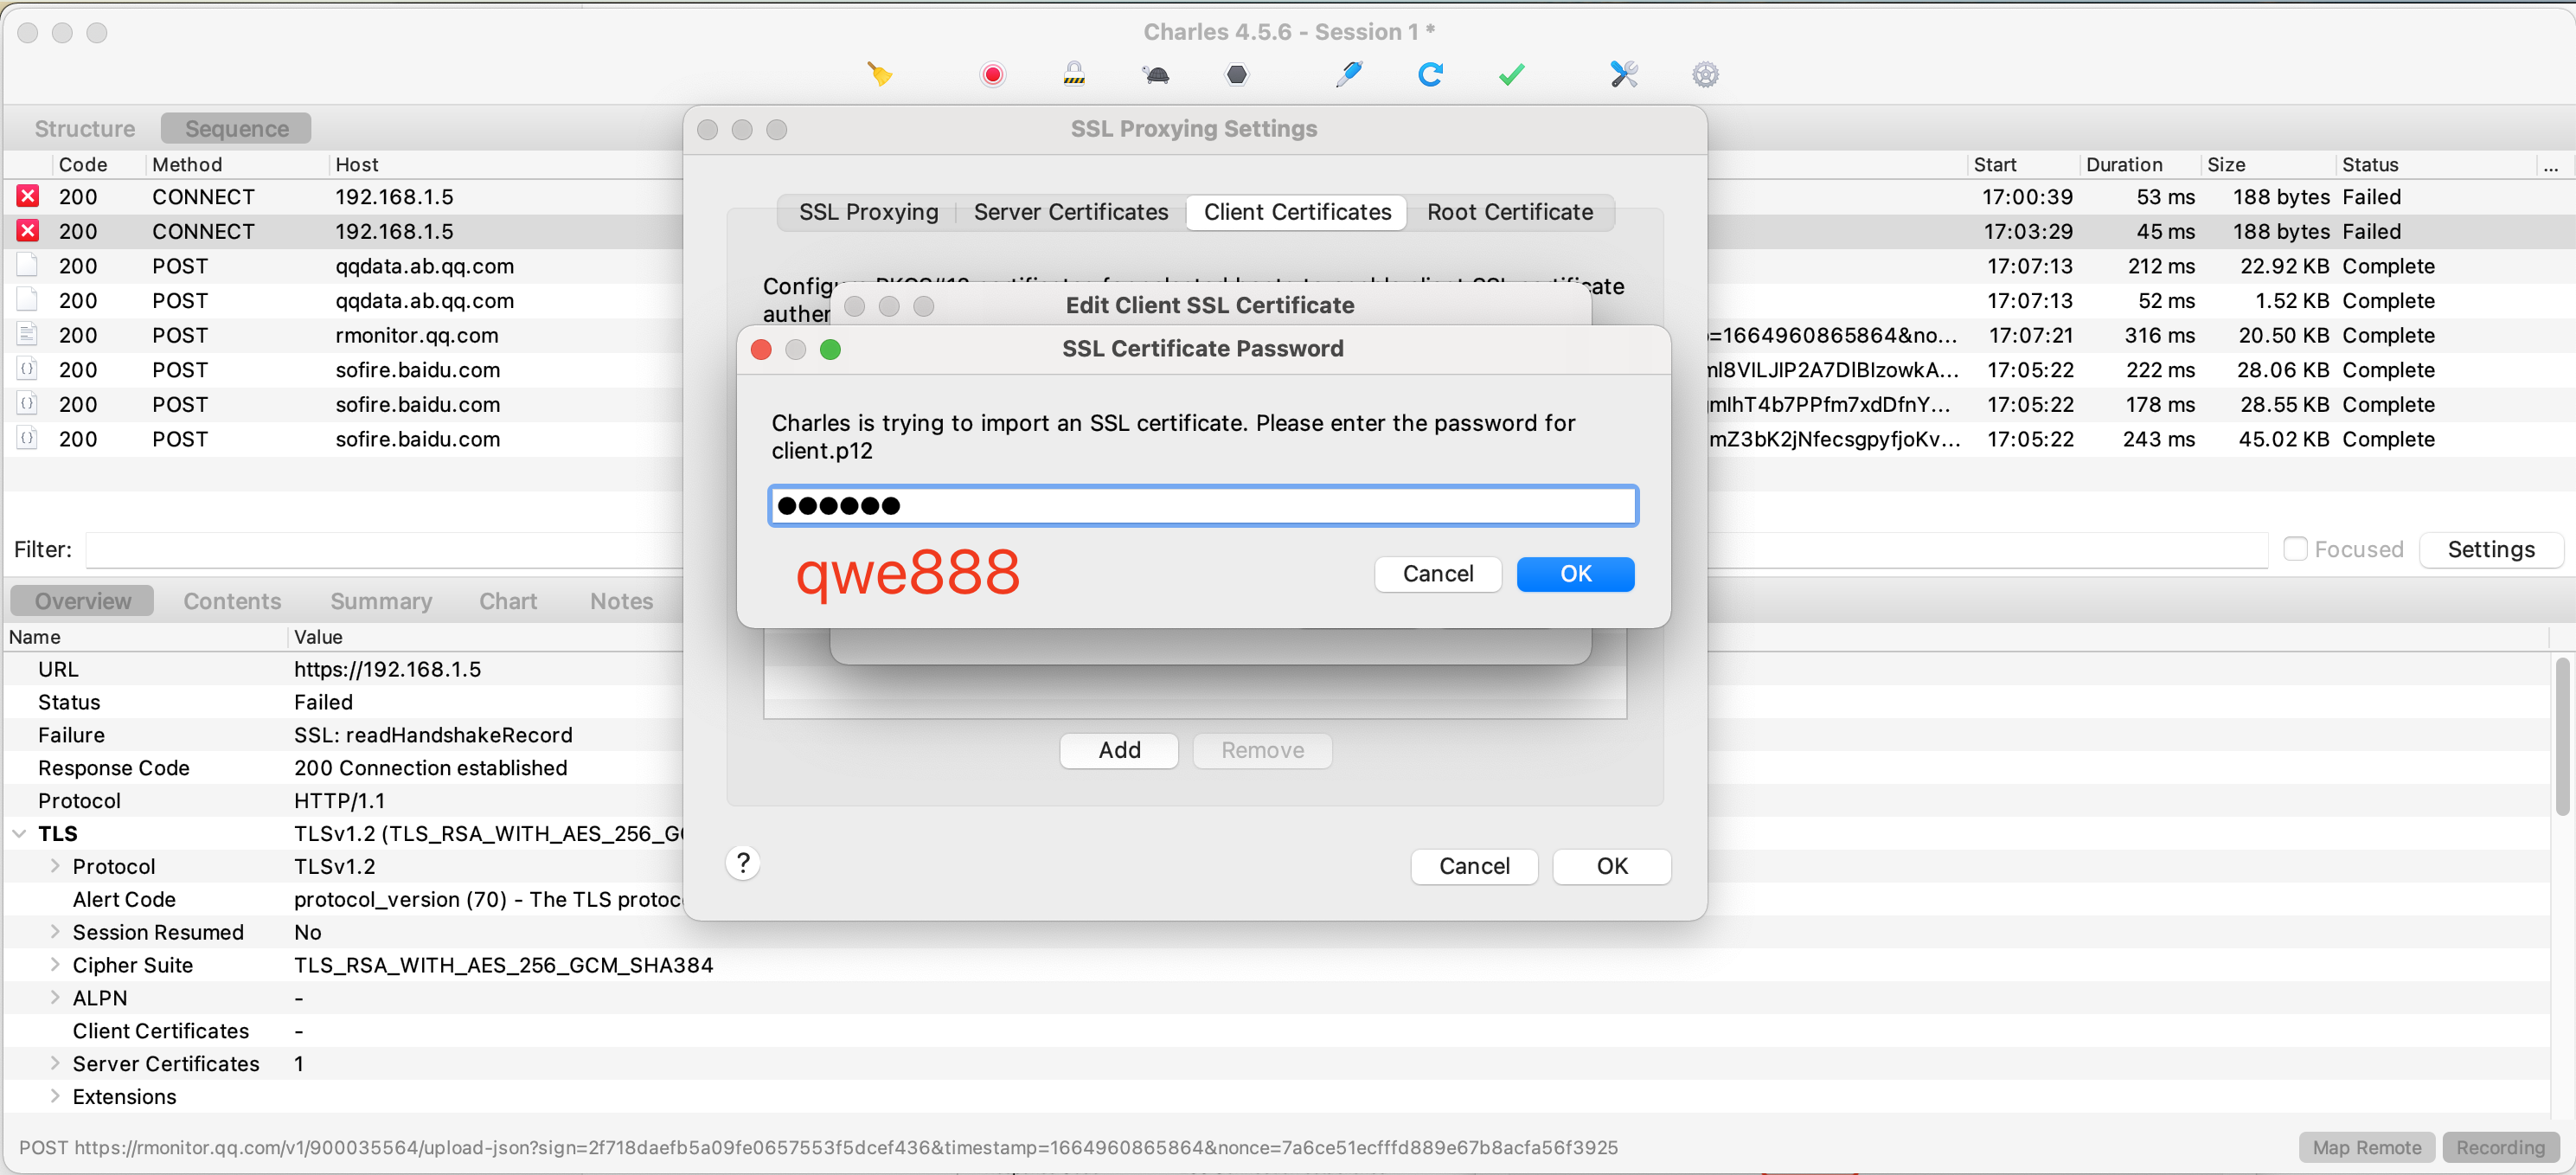 Charles 4.5.6 - Session 1 *
Structure Sequence
Code Method Host Start Duration Size Status ...
200 CONNECT 192.168.1.5 17:00:39 53 ms 188 bytes Failed
200 CONNECT 192.168.1.5 17:03:29 45 ms 188 bytes Failed
200 POST qqdata.ab.qq.com 17:07:13 212 ms 22.92 KB Complete
200 POST qqdata.ab.qq.com 17:07:13 52 ms 1.52 KB Complete
200 POST rmonitor.qq.com =1664960865864&no... 17:07:21 316 ms 20.50 KB Complete
200 POST sofire.baidu.com nl8VILJIP2A7DIBIzowkA... 17:05:22 222 ms 28.06 KB Complete
200 POST sofire.baidu.com mlhT4b7PPfm7xdDfnY... 17:05:22 178 ms 28.55 KB Complete
200 POST sofire.baidu.com mZ3bK2jNfecsgpyfjoKv... 17:05:22 243 ms 45.02 KB Complete
Filter: Focused Settings
Overview Contents Summary Chart Notes
Name Value
URL https://192.168.1.5
Status Failed
Failure SSL: readHandshakeRecord
Response Code 200 Connection established
Protocol HTTP/1.1
TLS TLSv1.2 (TLS_RSA_WITH_AES_256_G
Protocol TLSv1.2
Alert Code protocol_version (70) - The TLS protoc
Session Resumed No
Cipher Suite TLS_RSA_WITH_AES_256_GCM_SHA384
ALPN -
Client Certificates -
Server Certificates 1
Extensions
SSL Proxying Settings
SSL Proxying Server Certificates Client Certificates Root Certificate
Edit Client SSL Certificate
SSL Certificate Password
Charles is trying to import an SSL certificate. Please enter the password for
client.p12
●●●●●●
qwe888
Cancel OK
Add Remove
? Cancel OK
POST https://rmonitor.qq.com/v1/900035564/upload-json?sign=2f718daefb5a09fe0657553f5dcef436&timestamp=1664960865864&nonce=7a6ce51ecfffd889e67b8acfa56f3925
Map Remote Recording